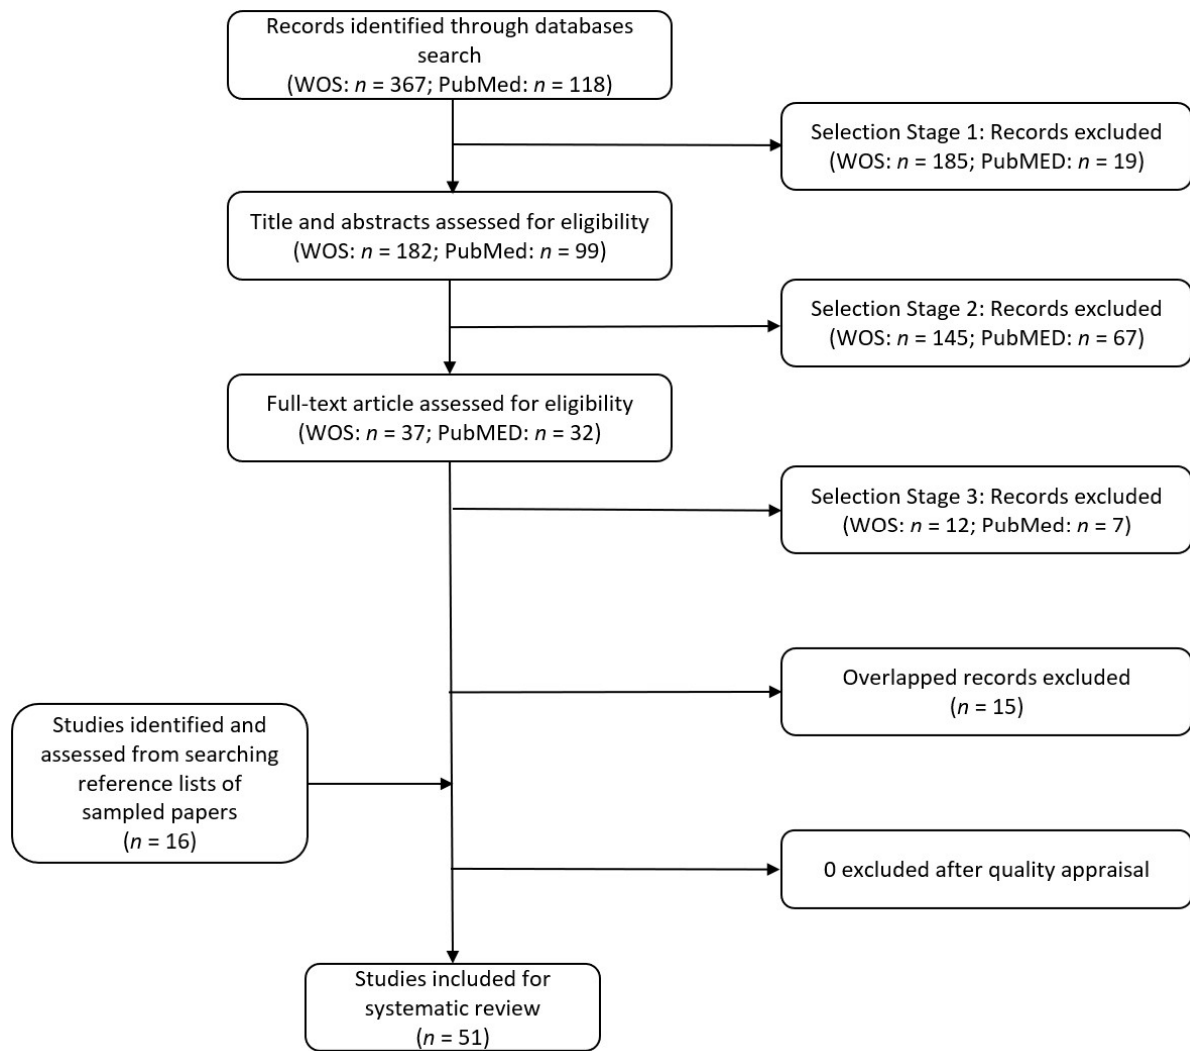 Records identified through databases
search
(WOS: n = 367; PubMed: n = 118)
Selection Stage 1: Records excluded
(WOS: n = 185; PubMED: n = 19)
Title and abstracts assessed for eligibility
(WOS: n = 182; PubMed: n = 99)
Selection Stage 2: Records excluded
(WOS: n = 145; PubMED: n = 67)
Full-text article assessed for eligibility
(WOS: n = 37; PubMED: n = 32)
Selection Stage 3: Records excluded
(WOS: n = 12; PubMed: n = 7)
Overlapped records excluded
(n = 15)
Studies identified and
assessed from searching
reference lists of
sampled papers
(n = 16)
0 excluded after quality appraisal
Studies included for
systematic review
(n = 51)